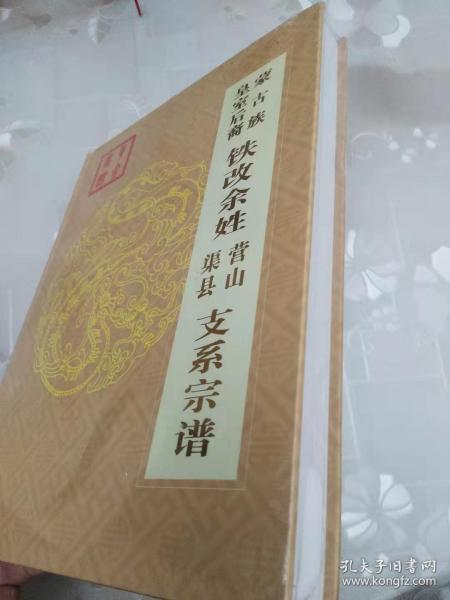 蒙古族
皇室后裔
铁改余姓
营山
渠县
支系宗谱
孔夫子旧书网
www.kongfz.com